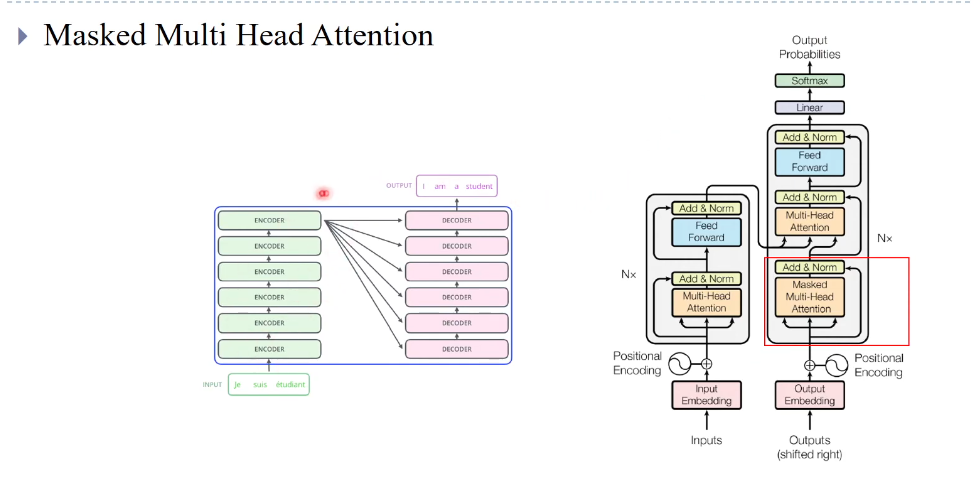 Masked Multi Head Attention
OUTPUT I am a student
ENCODER DECODER
ENCODER DECODER
ENCODER DECODER
ENCODER DECODER
ENCODER DECODER
ENCODER DECODER
INPUT Je suis étudiant
Output
Probabilities
Softmax
Linear
Add & Norm
Feed
Forward
Add & Norm
Multi-Head
Attention
Nx
Add & Norm
Masked
Multi-Head
Attention
Positional
Encoding
Output
Embedding
Outputs
(shifted right)
Add & Norm
Feed
Forward
Nx
Add & Norm
Multi-Head
Attention
Positional
Encoding
Input
Embedding
Inputs